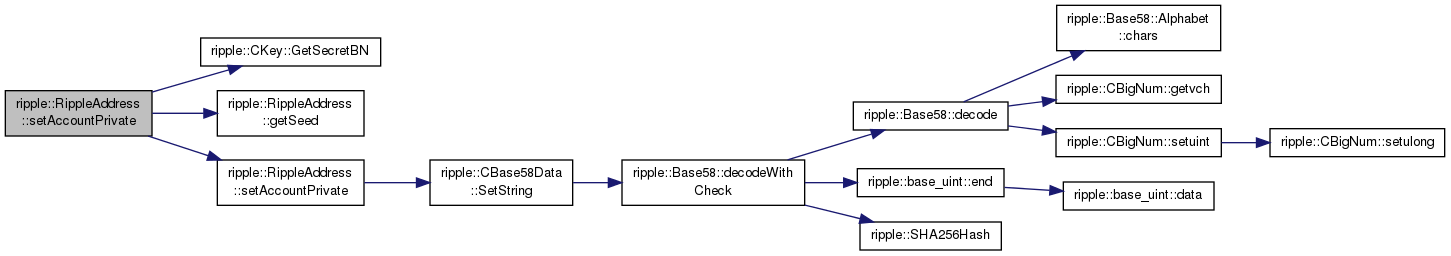 ripple::RippleAddress
::setAccountPrivate
ripple::CKey::GetSecretBN
ripple::RippleAddress
::getSeed
ripple::RippleAddress
::setAccountPrivate
ripple::CBase58Data
::SetString
ripple::Base58::decodeWith
Check
ripple::Base58::decode
ripple::Base58::Alphabet
::chars
ripple::CBigNum::getvch
ripple::CBigNum::setuint
ripple::CBigNum::setulong
ripple::base_uint::end
ripple::base_uint::data
ripple::SHA256Hash